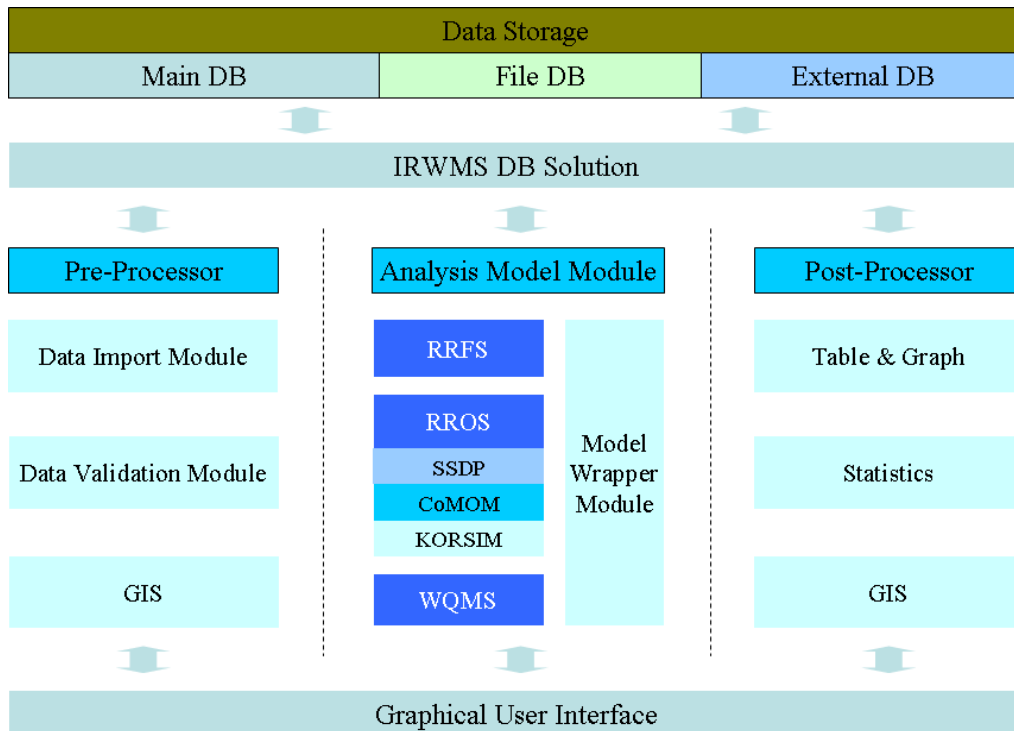 Data Storage
Main DB
File DB
External DB
IRWMS DB Solution
Pre-Processor
Analysis Model Module
Post-Processor
Data Import Module
RRFS
Table & Graph
Data Validation Module
RROS
SSDP
CoMOM
KORSIM
Model
Wrapper
Module
Statistics
GIS
WQMS
GIS
Graphical User Interface